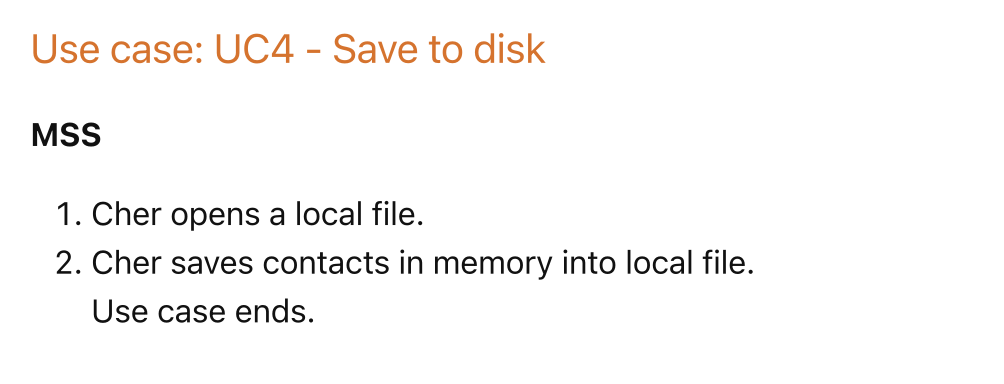 Use case: UC4 - Save to disk
MSS
1. Cher opens a local file.
2. Cher saves contacts in memory into local file.
Use case ends.